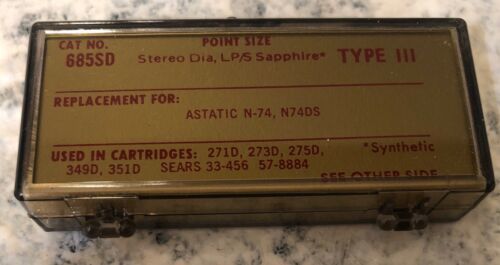 CAT NO. POINT SIZE
685SD Stereo Dia, LP/S Sapphire* TYPE III
REPLACEMENT FOR:
ASTATIC N-74, N74DS
USED IN CARTRIDGES: 271D, 273D, 275D, *Synthetic
349D, 351D SEARS 33-456 57-8884
SEE OTHER SIDE